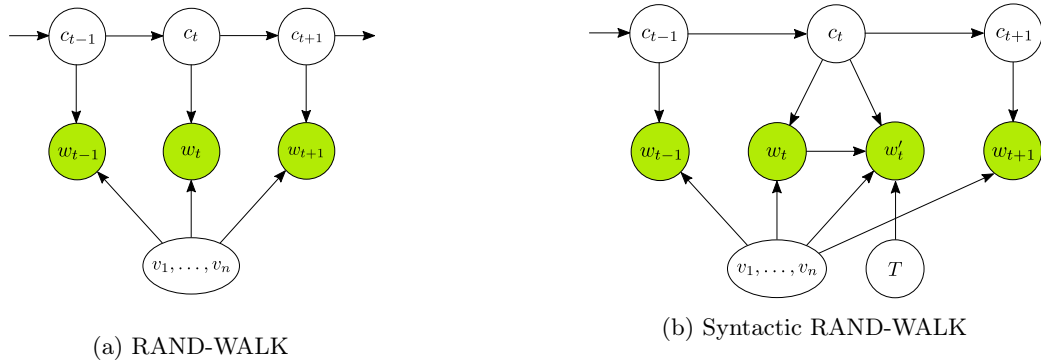 c_{t−1} c_t c_{t+1}
w_{t−1} w_t w_{t+1}
v_1, . . . , v_n
(a) RAND-WALK
c_{t−1} c_t c_{t+1}
w_{t−1} w_t w'_t w_{t+1}
v_1, . . . , v_n T
(b) Syntactic RAND-WALK